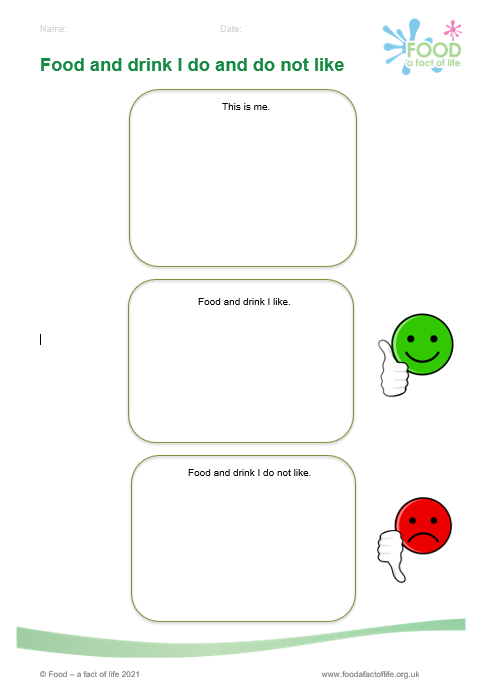 Name: Date:
FOOD
a fact of life
Food and drink I do and do not like
This is me.
Food and drink I like.
Food and drink I do not like.
© Food – a fact of life 2021 www.foodafactoflife.org.uk